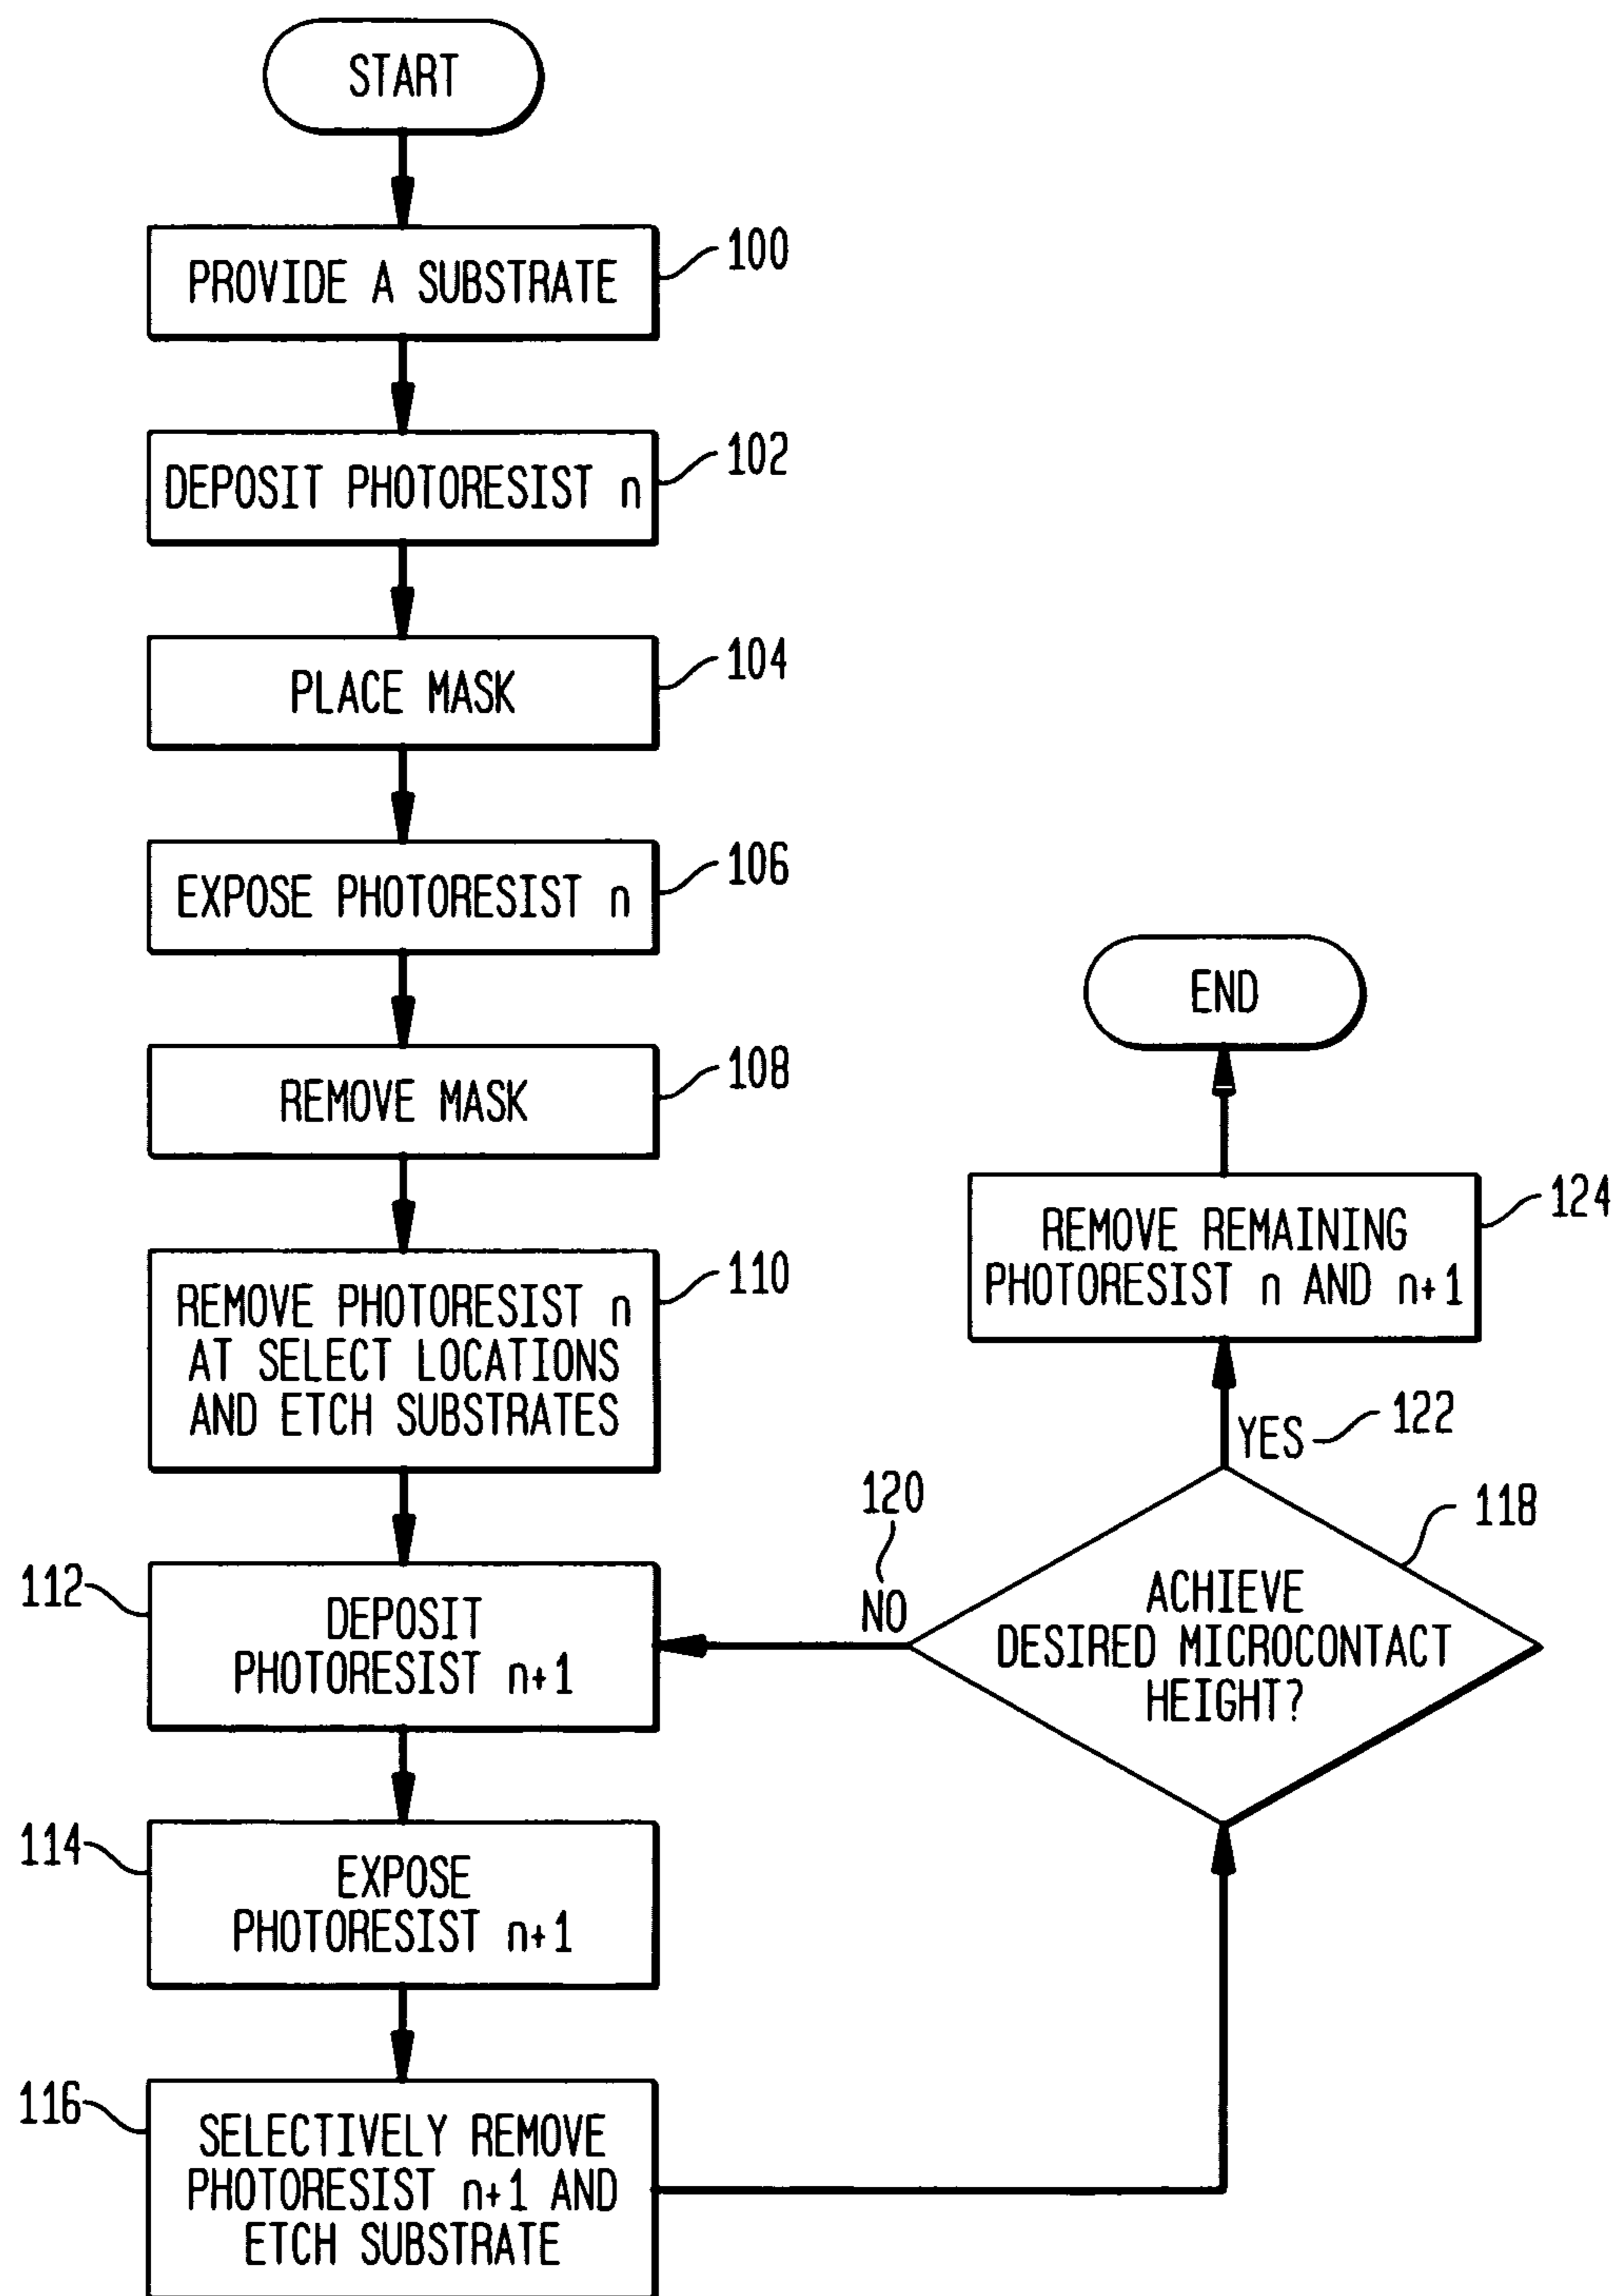 START
PROVIDE A SUBSTRATE
100
DEPOSIT PHOTORESIST n
102
PLACE MASK
104
EXPOSE PHOTORESIST n
106
REMOVE MASK
108
REMOVE PHOTORESIST n
AT SELECT LOCATIONS
AND ETCH SUBSTRATES
110
112
DEPOSIT
PHOTORESIST n+1
114
EXPOSE
PHOTORESIST n+1
116
SELECTIVELY REMOVE
PHOTORESIST n+1 AND
ETCH SUBSTRATE
118
ACHIEVE
DESIRED MICROCONTACT
HEIGHT?
120
NO
YES
122
REMOVE REMAINING
PHOTORESIST n AND n+1
124
END